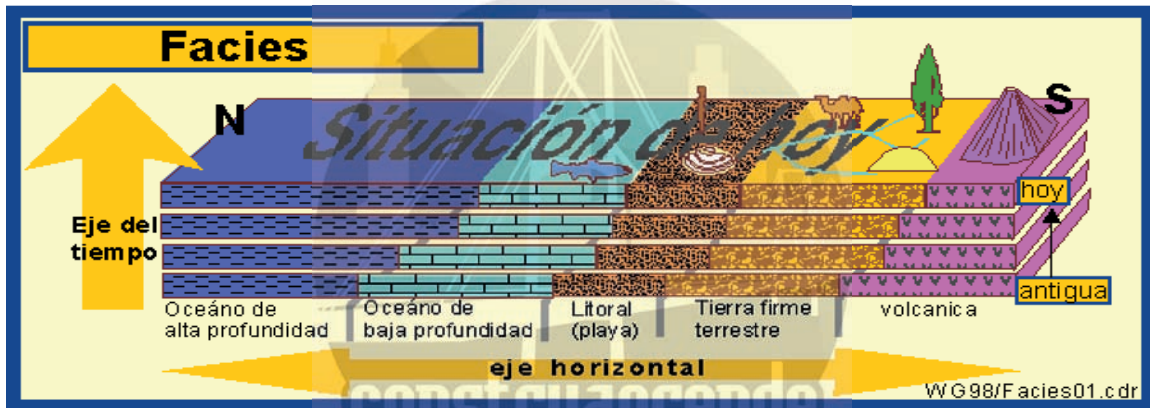 Facies
N
S
Situación de hoy
hoy
Eje del
tiempo
antigua
Oceáno de
alta profundidad
Oceáno de
baja profundidad
Litoral
(playa)
Tierra firme
terrestre
volcanica
eje horizontal
construaprende
WG98/Facies01.cdr